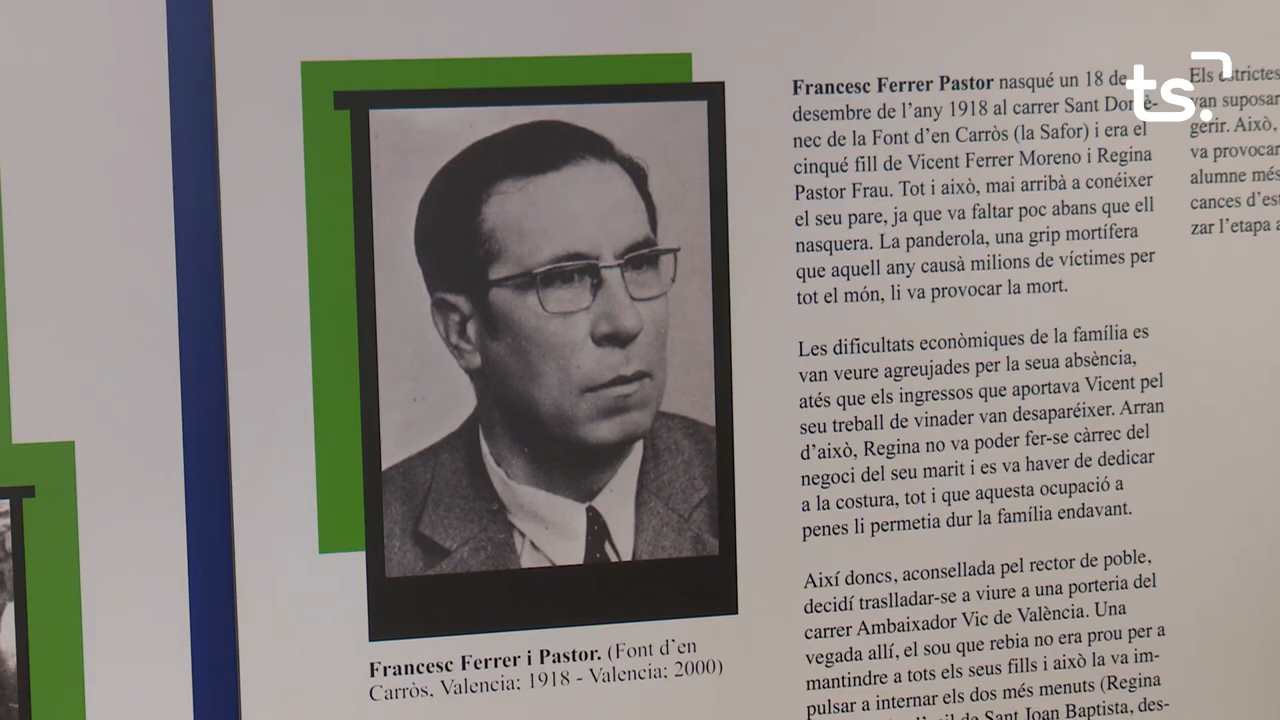 ts.
Francesc Ferrer Pastor nasqué un 18 de
desembre de l'any 1918 al carrer Sant Domè-
nec de la Font d'en Carròs (la Safor) i era el
cinqué fill de Vicent Ferrer Moreno i Regina
Pastor Frau. Tot i això, mai arribà a conéixer
el seu pare, ja que va faltar poc abans que ell
nasquera. La panderola, una grip mortífera
que aquell any causà milions de víctimes per
tot el món, li va provocar la mort.
Les dificultats econòmiques de la família es
van veure agreujades per la seua absència,
atés que els ingressos que aportava Vicent pel
seu treball de vinader van desaparéixer. Arran
d'això, Regina no va poder fer-se càrrec del
negoci del seu marit i es va haver de dedicar
a la costura, tot i que aquesta ocupació a
penes li permetia dur la família endavant.
Així doncs, aconsellada pel rector de poble,
decidí traslladar-se a viure a una porteria del
carrer Ambaixador Vic de València. Una
vegada allí, el sou que rebia no era prou per a
mantindre a tots els seus fills i això la va im-
pulsar a internar els dos més menuts (Regina
de Sant Joan Baptista, des-
Els estrictes
van suposar
gerir. Això,
va provocar
alumne més
cances d'es
zar l'etapa a
Francesc Ferrer i Pastor. (Font d'en
Carròs, Valencia; 1918 - Valencia; 2000)